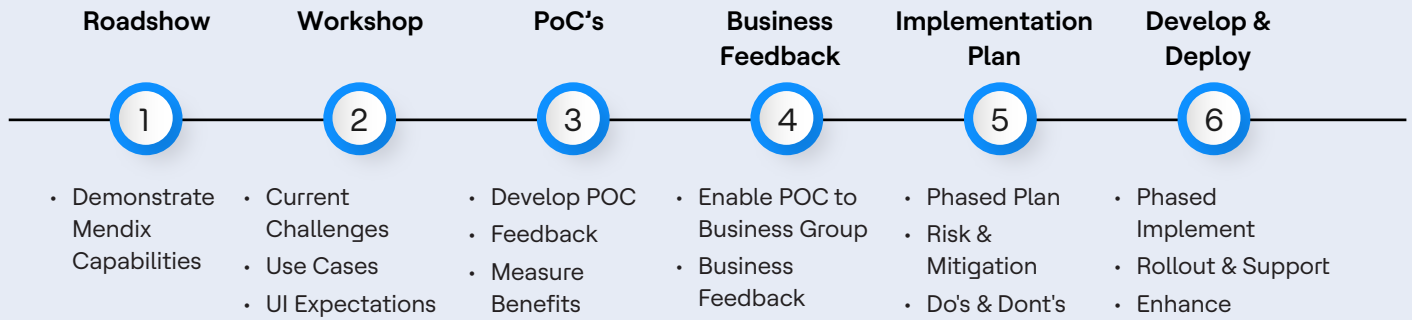 Roadshow
Workshop
PoC's
Business
Feedback
Implementation
Plan
Develop &
Deploy
1
2
3
4
5
6
• Demonstrate
Mendix
Capabilities
• Current
Challenges
• Use Cases
• UI Expectations
• Develop POC
• Feedback
• Measure
Benefits
• Enable POC to
Business Group
• Business
Feedback
• Phased Plan
• Risk &
Mitigation
• Do's & Dont's
• Phased
Implement
• Rollout & Support
• Enhance